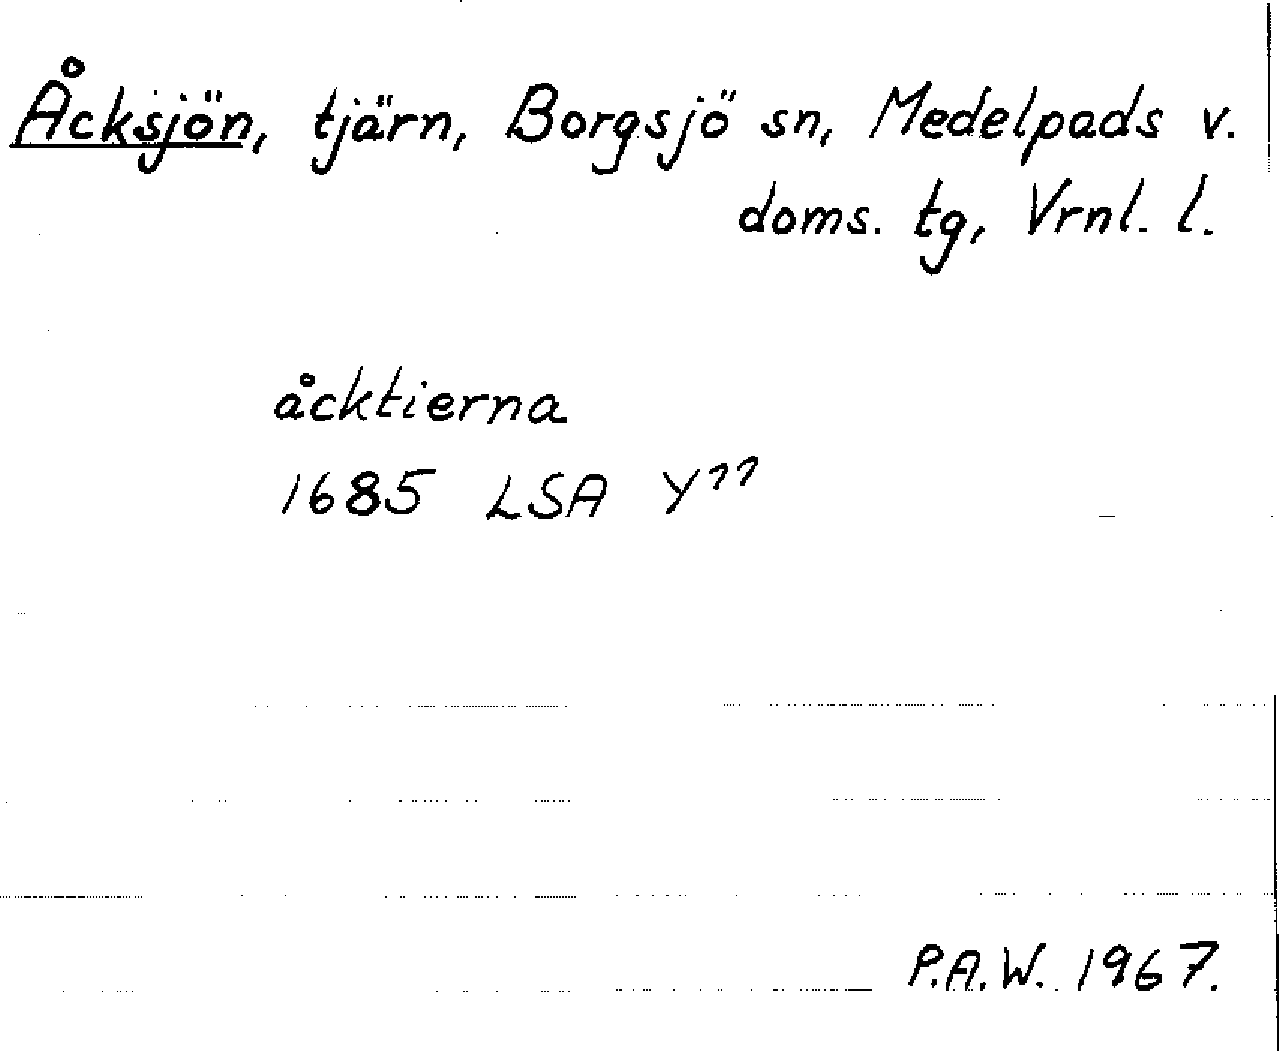 Åcksjön, tjärn, Borgsjö sn, Medelpads v.
doms. tg, Vrnl. l.
åcktierna
1685 LSA Y⁷⁷
P.A.W. 1967.